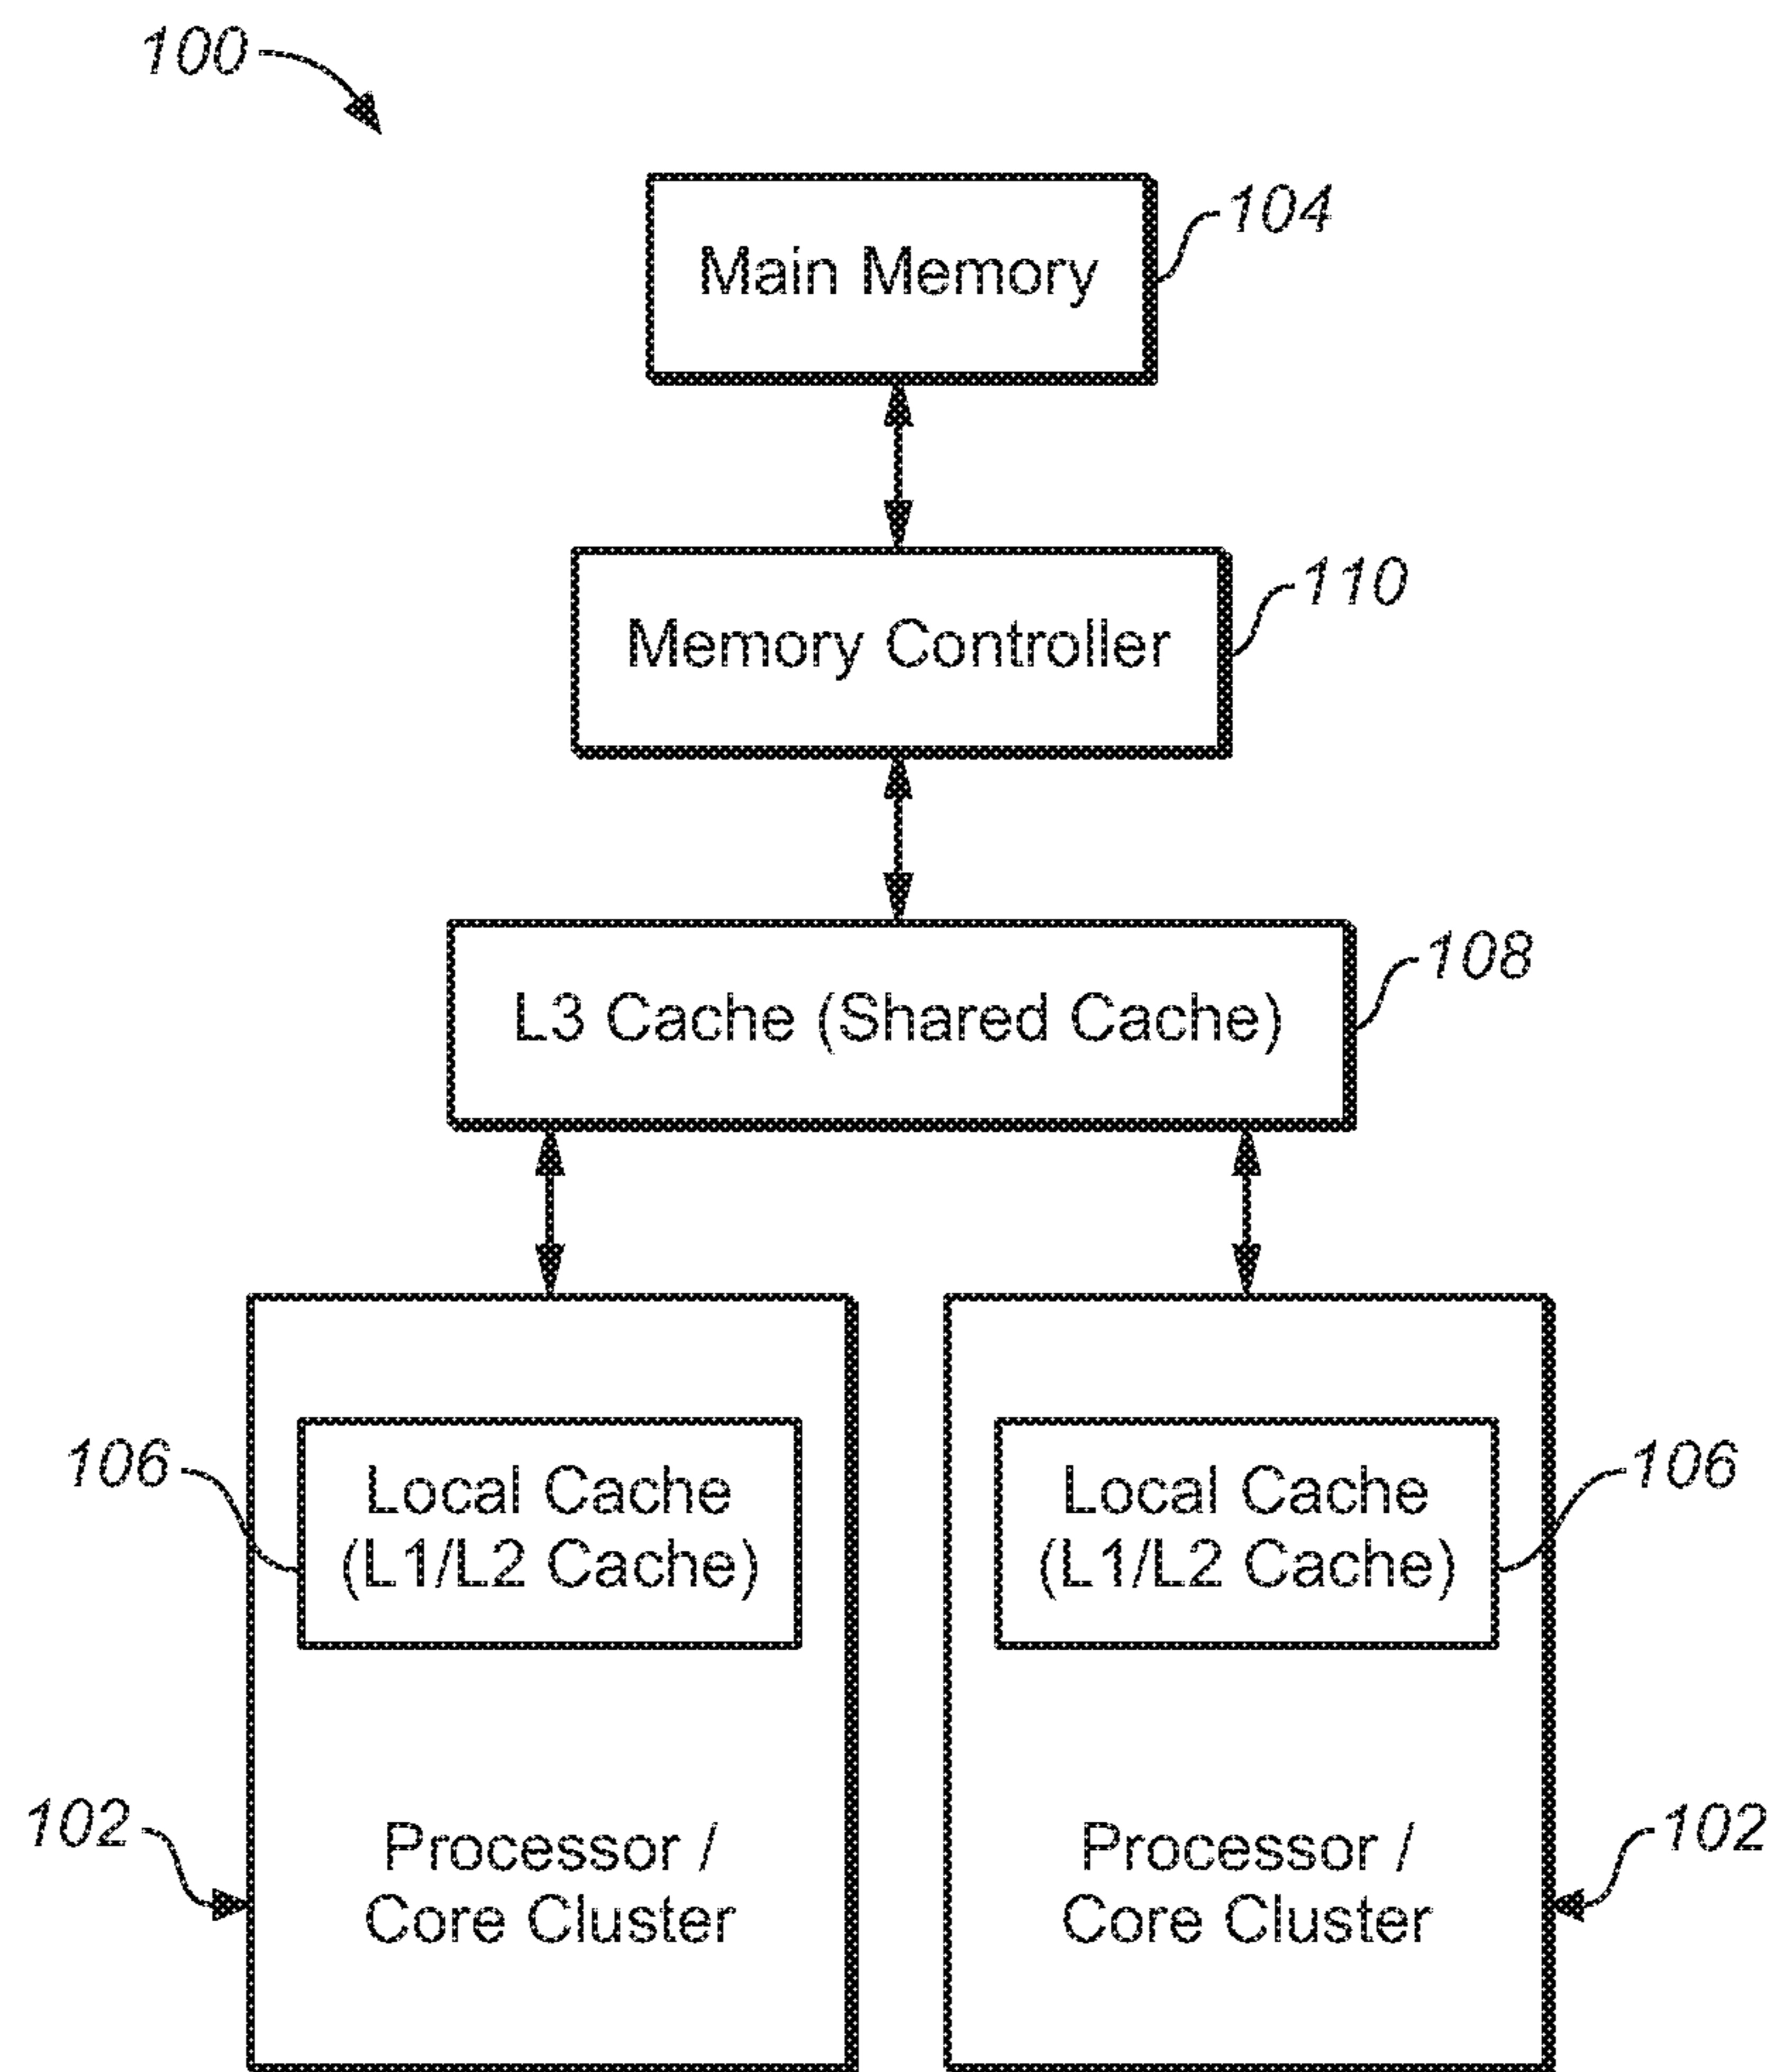 100
Main Memory
104
Memory Controller
110
L3 Cache (Shared Cache)
108
106
Local Cache
(L1/L2 Cache)
Local Cache
(L1/L2 Cache)
106
102
Processor /
Core Cluster
Processor /
Core Cluster
102